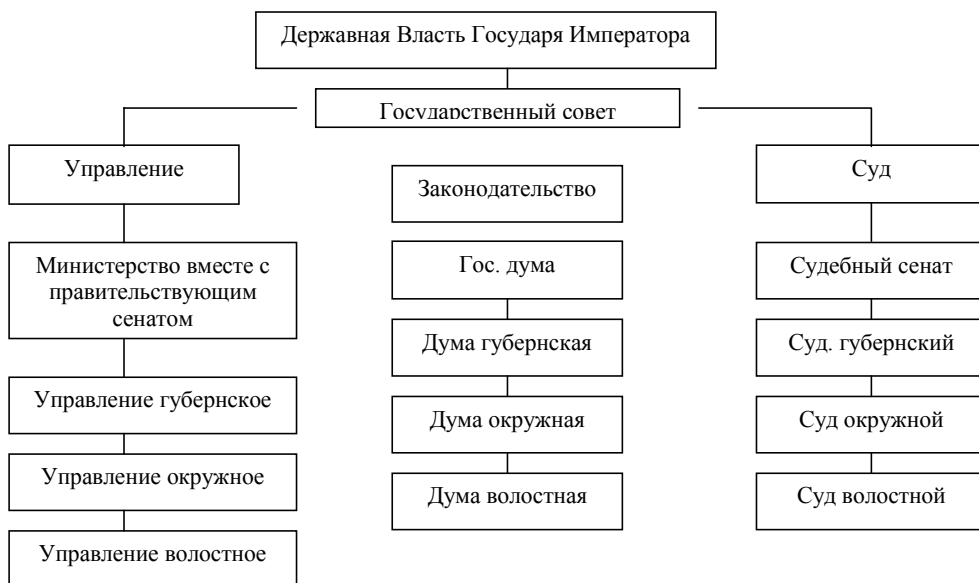 Державная Власть Государя Императора
Государственный совет
Управление
Законодательство
Суд
Министерство вместе с
правительствующим
сенатом
Гос. дума
Судебный сенат
Дума губернская
Суд. губернский
Управление губернское
Дума окружная
Суд окружной
Управление окружное
Дума волостная
Суд волостной
Управление волостное